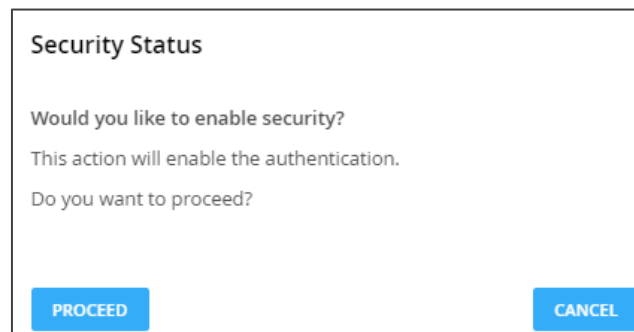 Security Status
Would you like to enable security?
This action will enable the authentication.
Do you want to proceed?
PROCEED
CANCEL